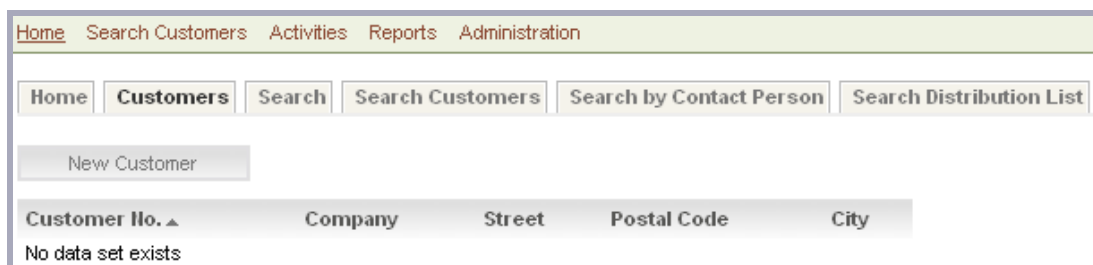 Home Search Customers Activities Reports Administration
Home Customers Search Search Customers Search by Contact Person Search Distribution List
New Customer
Customer No. Company Street Postal Code City
No data set exists